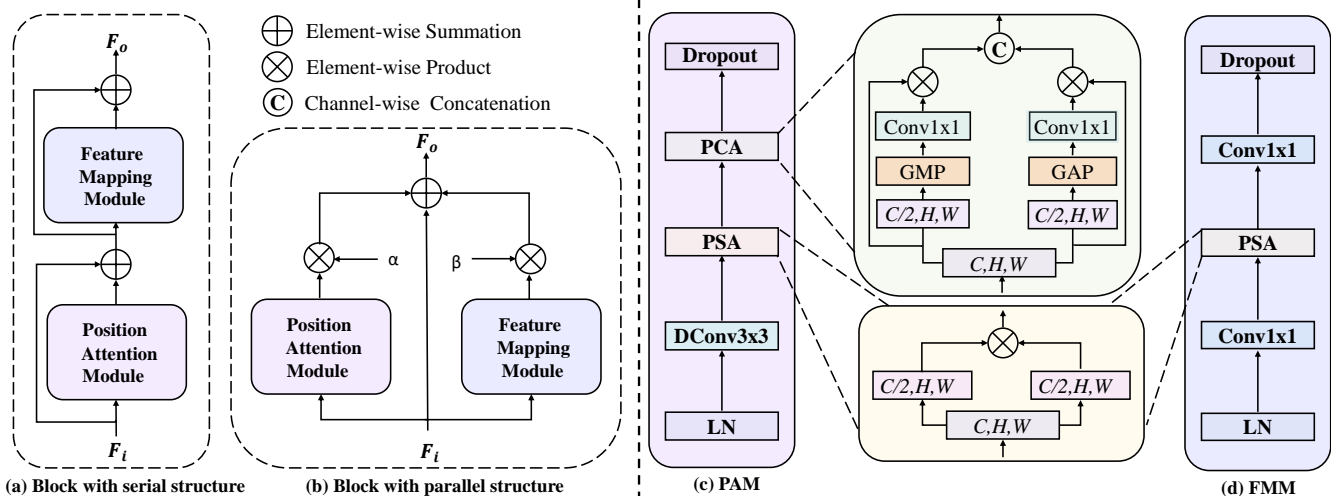 F_o
Feature
Mapping
Module
Position
Attention
Module
F_i
(a) Block with serial structure
Element-wise Summation
Element-wise Product
C Channel-wise Concatenation
F_o
α
β
Position
Attention
Module
Feature
Mapping
Module
F_i
(b) Block with parallel structure
Dropout
PCA
PSA
DConv3x3
LN
(c) PAM
C
Conv1x1
Conv1x1
GMP
GAP
C/2,H,W
C/2,H,W
C,H,W
C/2,H,W
C/2,H,W
C,H,W
Dropout
Conv1x1
PSA
Conv1x1
LN
(d) FMM